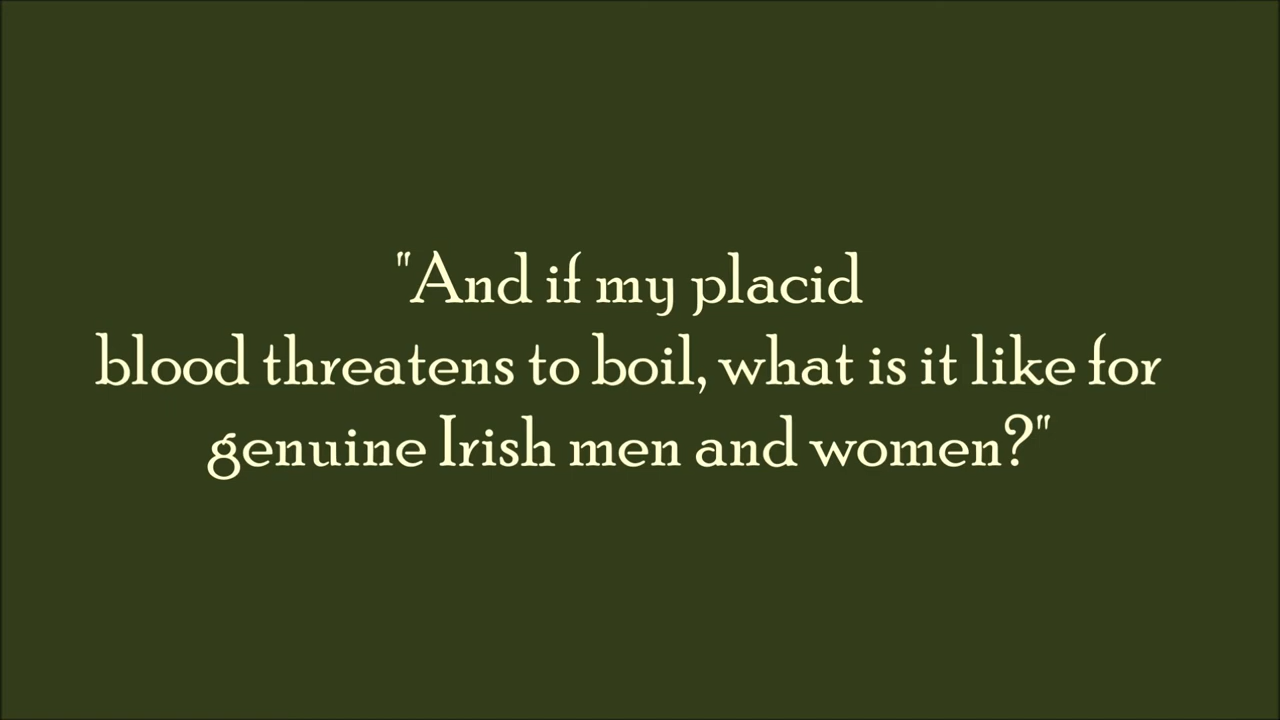 "And if my placid
blood threatens to boil, what is it like for
genuine Irish men and women?"